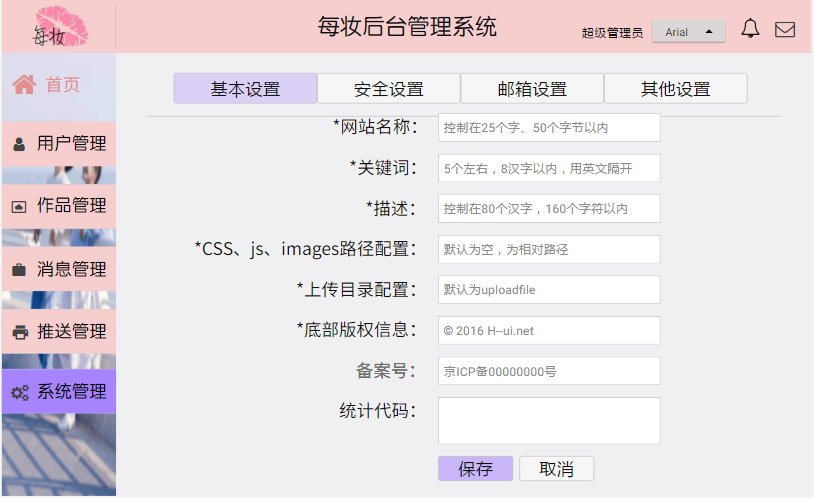 每妆
每妆后台管理系统
超级管理员 Arial
首页
用户管理
作品管理
消息管理
推送管理
系统管理
基本设置 安全设置 邮箱设置 其他设置
*网站名称： 控制在25个字、50个字节以内
*关键词： 5个左右，8汉字以内，用英文隔开
*描述： 控制在80个汉字，160个字符以内
*CSS、js、images路径配置： 默认为空，为相对路径
*上传目录配置： 默认为uploadfile
*底部版权信息： © 2016 H--ui.net
备案号： 京ICP备00000000号
统计代码：
保存 取消